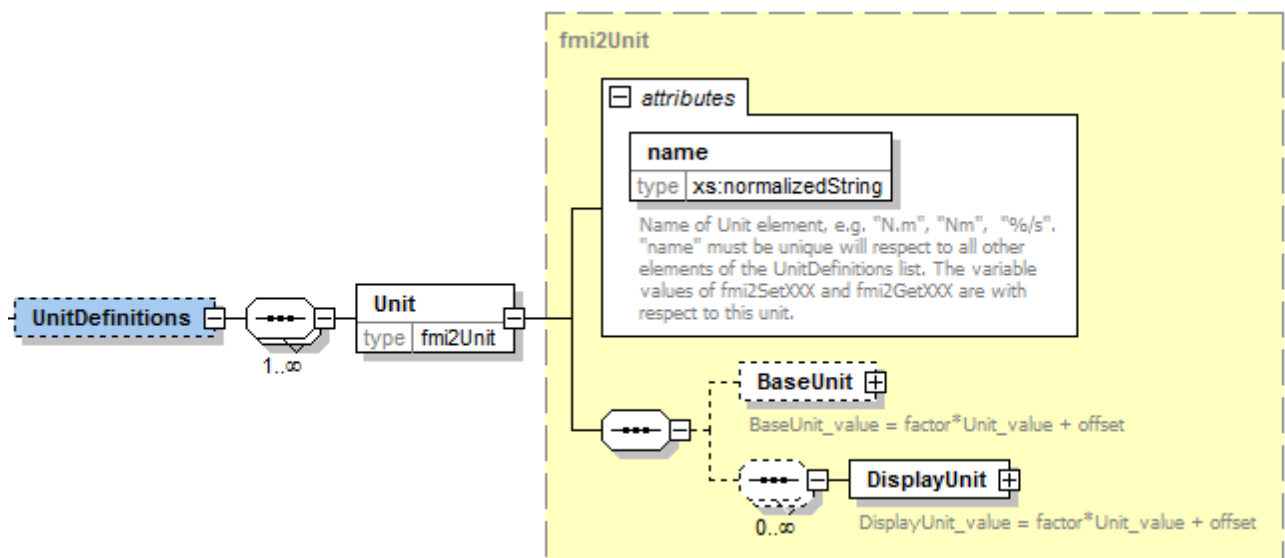 fmi2Unit
attributes
name
type xs:normalizedString
Name of Unit element, e.g. "N.m", "Nm", "%/s".
"name" must be unique will respect to all other
elements of the UnitDefinitions list. The variable
values of fmi2SetXXX and fmi2GetXXX are with
respect to this unit.
UnitDefinitions
1..∞
Unit
type fmi2Unit
BaseUnit
BaseUnit_value = factor*Unit_value + offset
0..∞
DisplayUnit
DisplayUnit_value = factor*Unit_value + offset